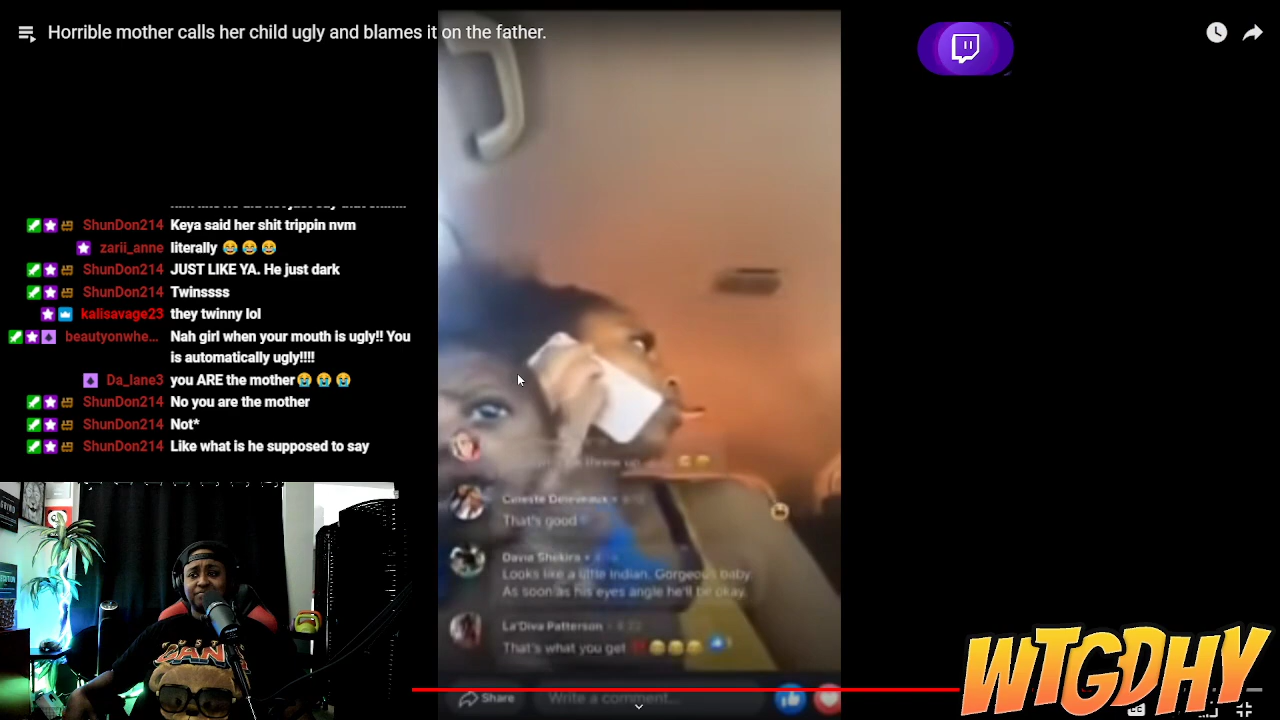 Horrible mother calls her child ugly and blames it on the father.
ShunDon214 Keya said her shit trippin nvm
zarii_anne literally 😂 😂 😂
ShunDon214 JUST LIKE YA. He just dark
ShunDon214 Twinssss
kalisavage23 they twinny lol
beautyonwhe... Nah girl when your mouth is ugly!! You
is automatically ugly!!!!
Da_lane3 you ARE the mother😭 😭 😭
ShunDon214 No you are the mother
ShunDon214 Not*
ShunDon214 Like what is he supposed to say
threw up
That's good
Davie Shekira
Looks like a little Indian. Gorgeous baby.
As soon as his eyes angle he'll be okay.
La'Diva Patterson
That's what you get
Share Write a comment...
WTGDHY